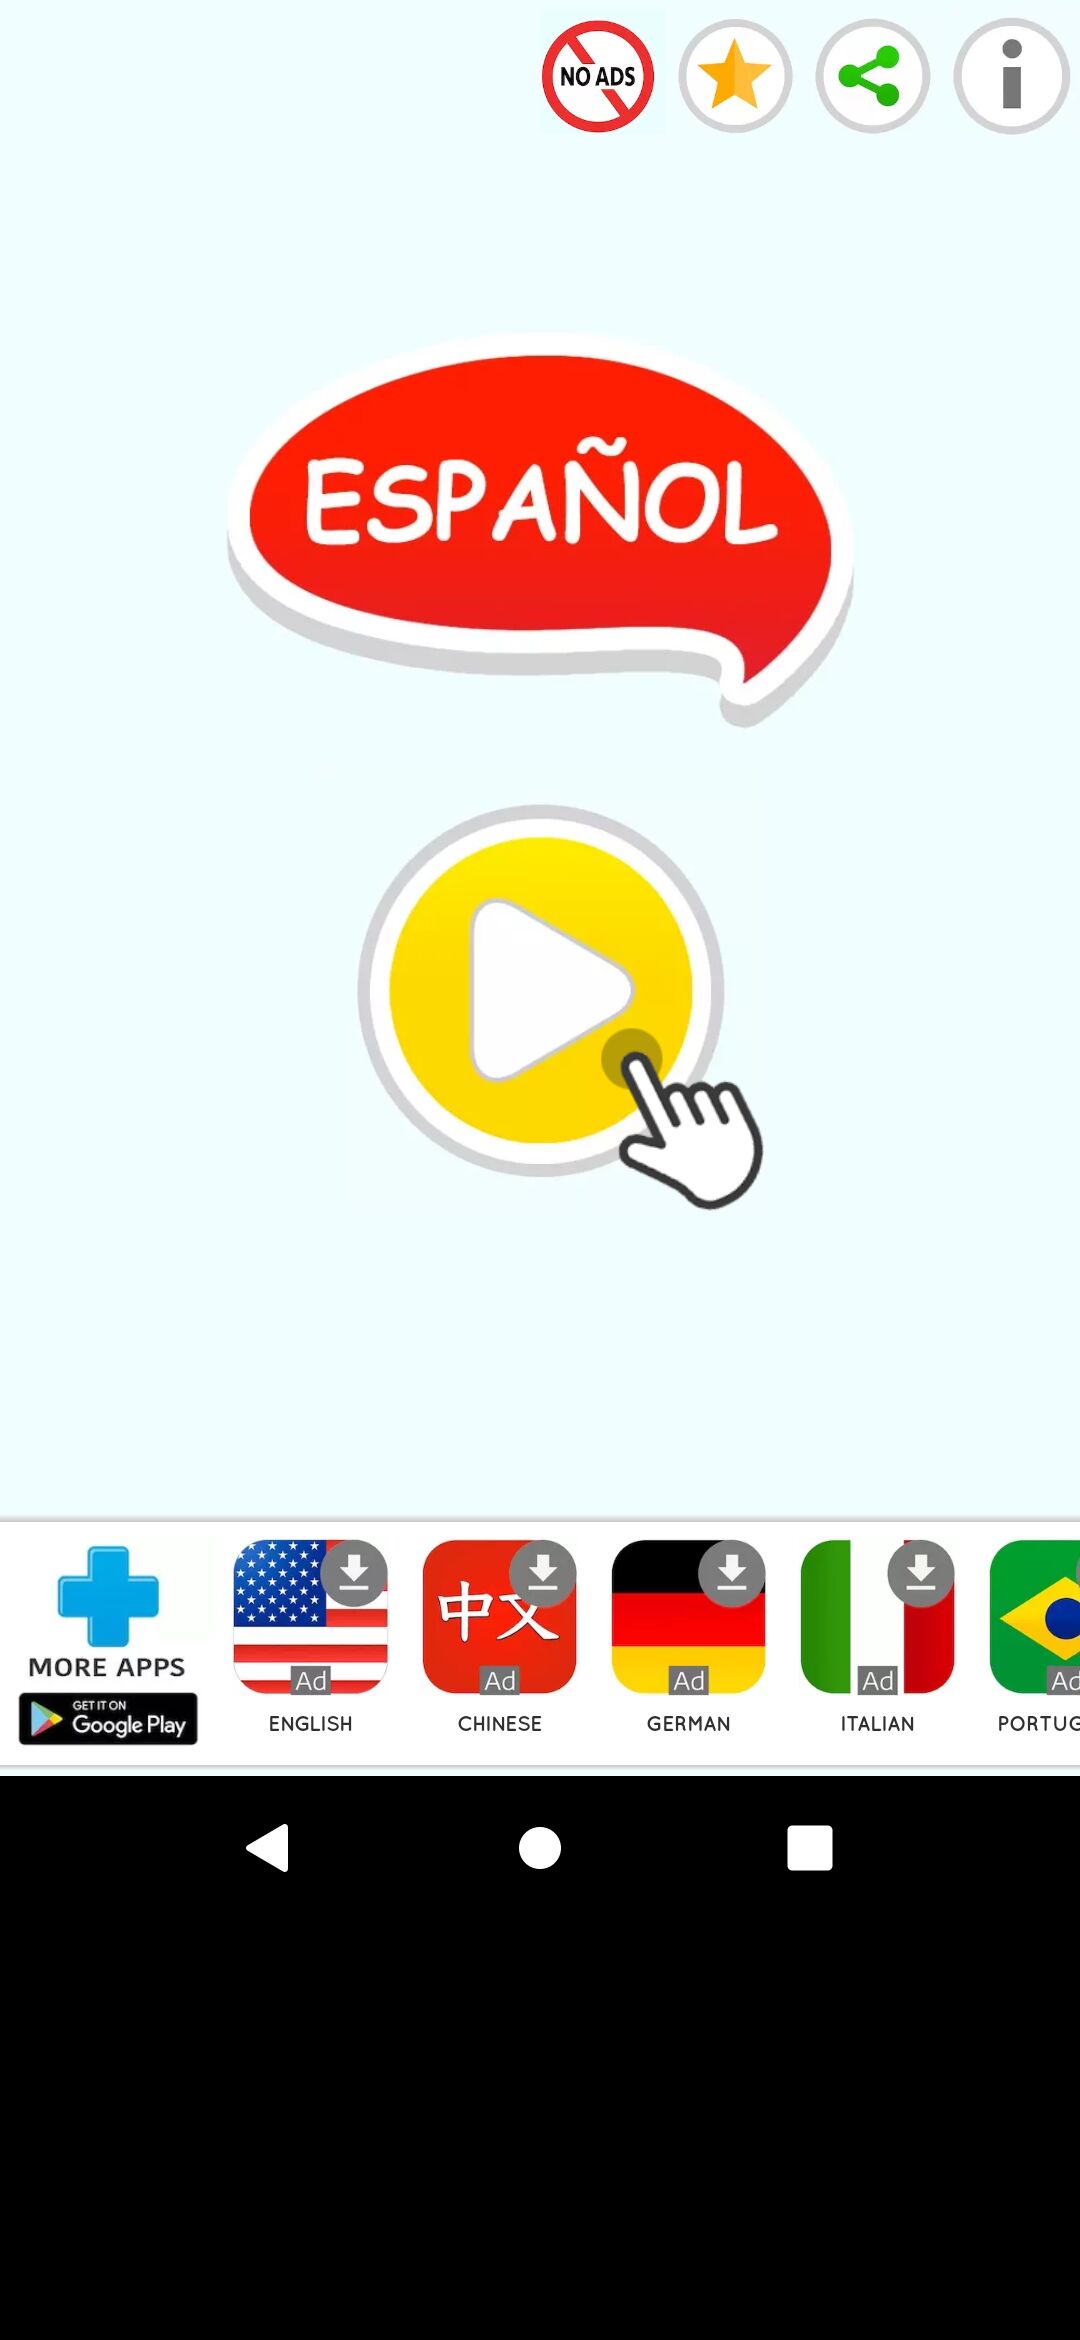 NO ADS
ESPAÑOL
MORE APPS
GET IT ON
Google Play
中文
Ad
Ad
Ad
Ad
Ad
ENGLISH
CHINESE
GERMAN
ITALIAN
PORTUG